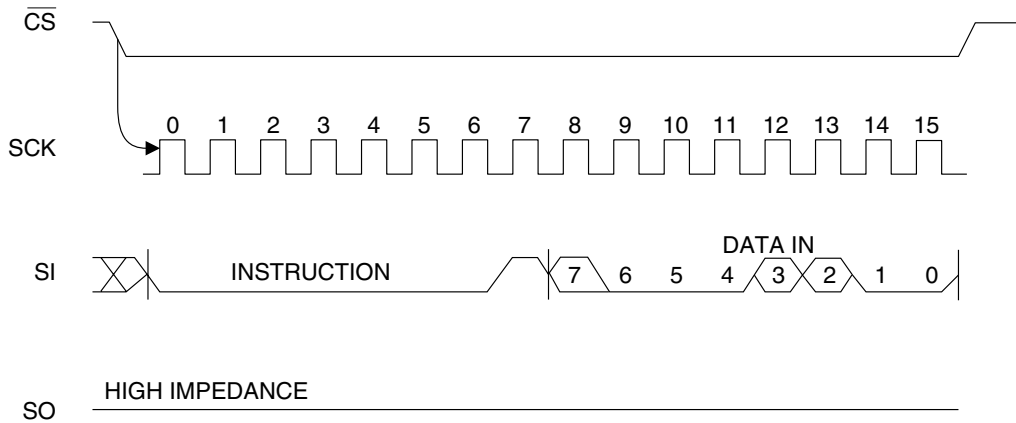 CS
0 1 2 3 4 5 6 7 8 9 10 11 12 13 14 15
SCK
DATA IN
SI INSTRUCTION 7 6 5 4 3 2 1 0
HIGH IMPEDANCE
SO